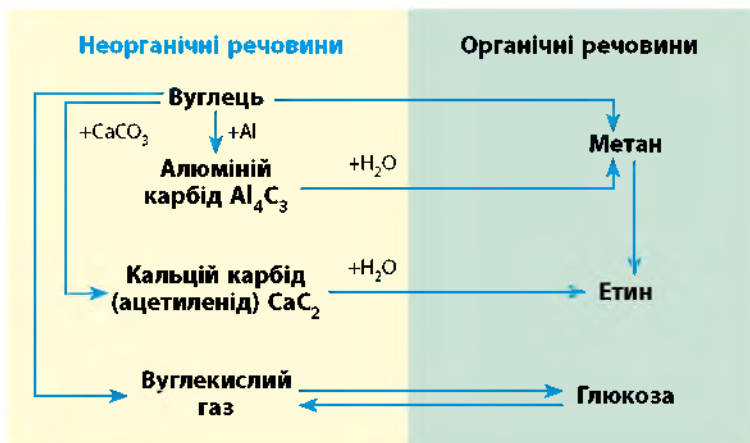 Неорганічні речовини
Органічні речовини
Вуглець
+CaCO₃
+Al
Метан
Алюміній
карбід Al₄C₃
+H₂O
Кальцій карбід
(ацетиленід) CaC₂
+H₂O
Етин
Вуглекислий
газ
Глюкоза